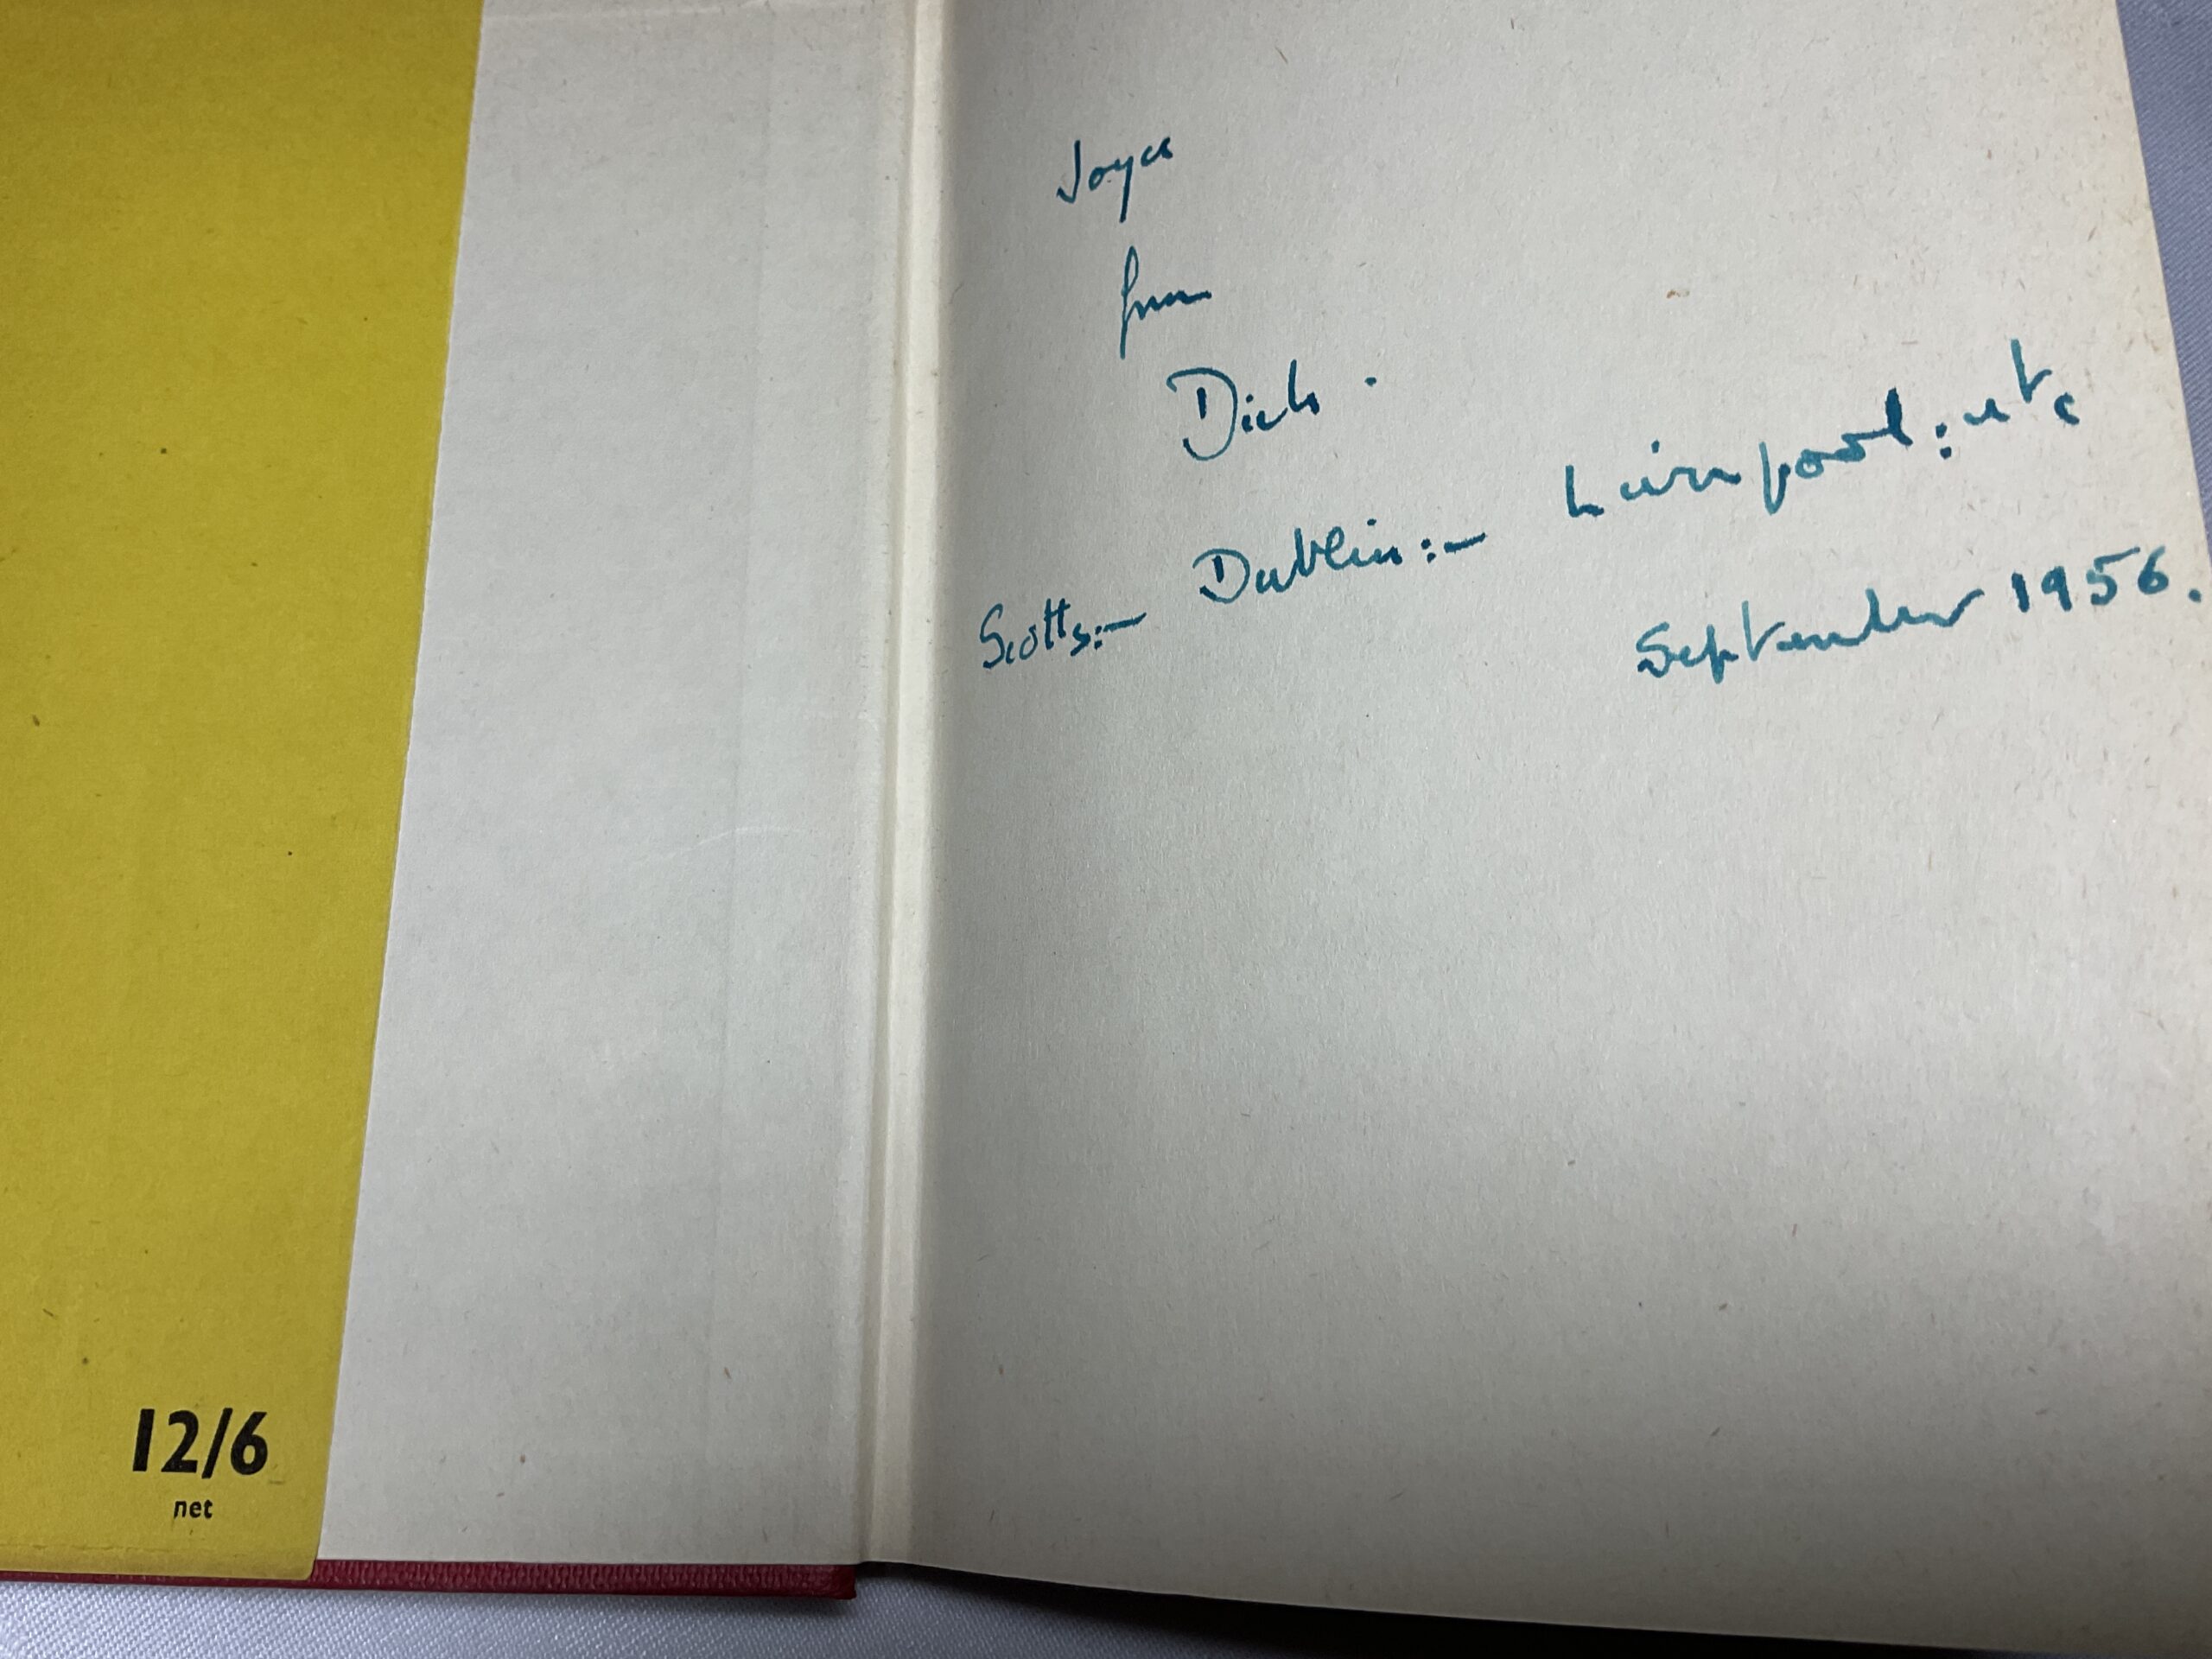 Joyce
from
Dick.
Scotts:— Dublin:— Liverpool: etc
September 1956.
12/6
net